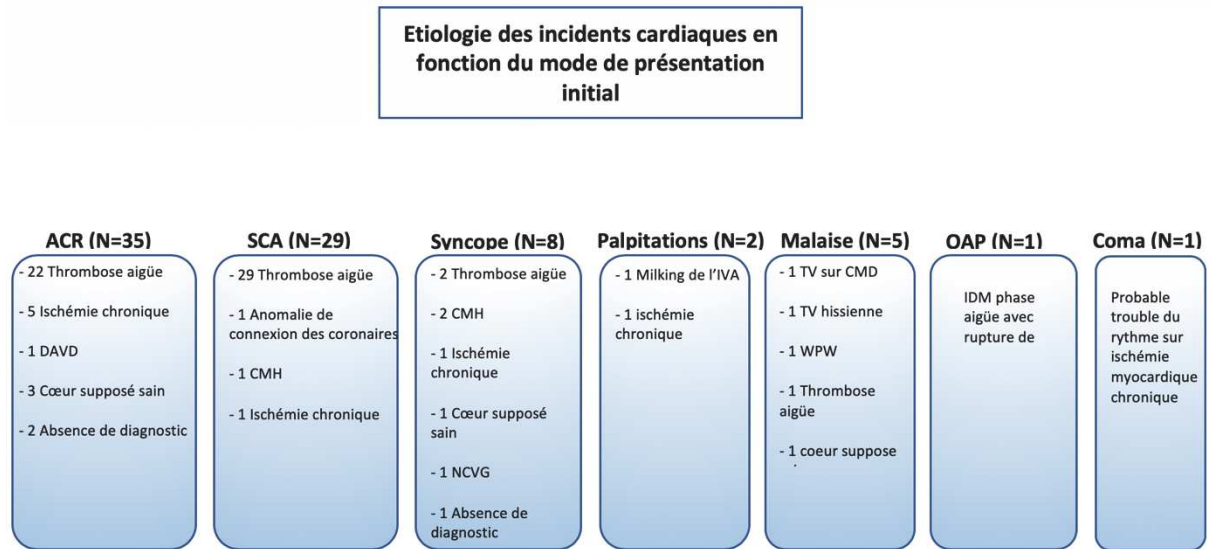 Etiologie des incidents cardiaques en
fonction du mode de présentation
initial
ACR (N=35)
- 22 Thrombose aigüe
- 5 Ischémie chronique
- 1 DAVD
- 3 Cœur supposé sain
- 2 Absence de diagnostic
SCA (N=29)
- 29 Thrombose aigüe
- 1 Anomalie de
connexion des coronaires
- 1 CMH
- 1 Ischémie chronique
Syncope (N=8)
- 2 Thrombose aigüe
- 2 CMH
- 1 Ischémie
chronique
- 1 Cœur supposé
sain
- 1 NCVG
- 1 Absence de
diagnostic
Palpitations (N=2)
- 1 Milking de l’IVA
- 1 ischémie
chronique
Malaise (N=5)
- 1 TV sur CMD
- 1 TV hissienne
- 1 WPW
- 1 Thrombose
aigüe
- 1 coeur suppose
OAP (N=1)
IDM phase
aigüe avec
rupture de
Coma (N=1)
Probable
trouble du
rythme sur
ischémie
myocardique
chronique